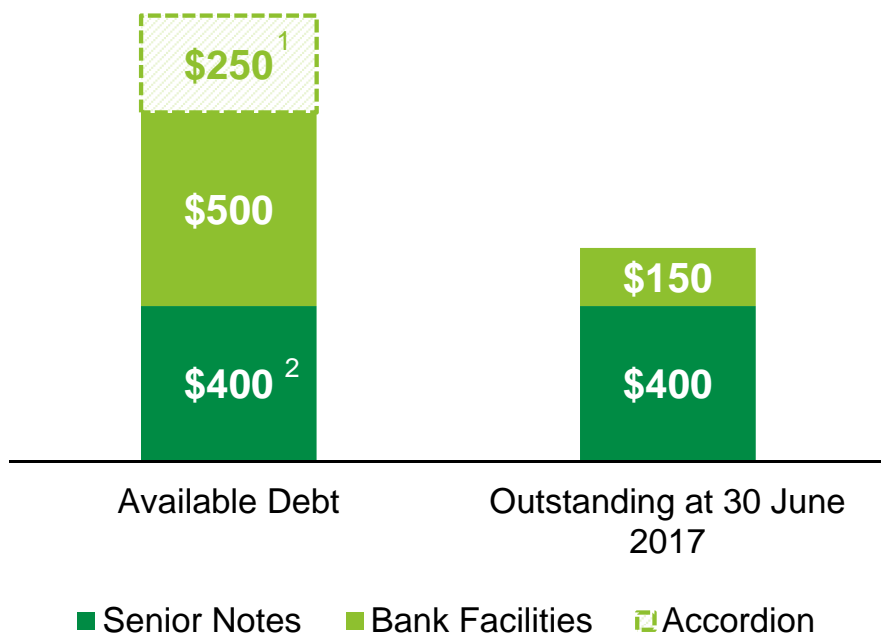 $250 1
$500
$150
$400 2
$400
Available Debt
Outstanding at 30 June
2017
Senior Notes
Bank Facilities
Accordion